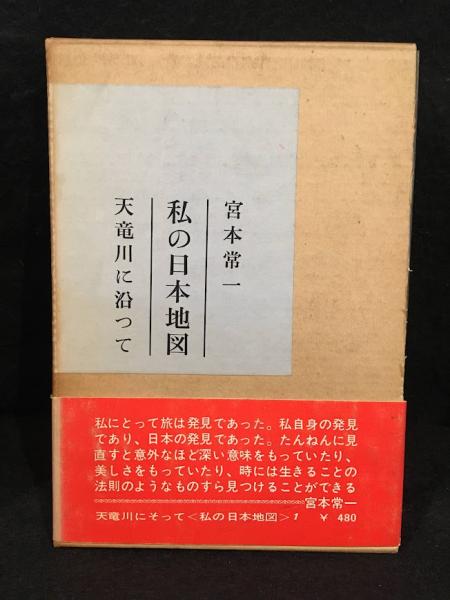 宮本常一
私の日本地図
天竜川に沿つて
私にとって旅は発見であった。私自身の発見
であり、日本の発見であった。たんねんに見
直すと意外なほど深い意味をもっていたり、
美しさをもっていたり、時には生きることの
法則のようなものすら見つけることができる
宮本常一
天竜川にそって<私の日本地図>1 ¥ 480